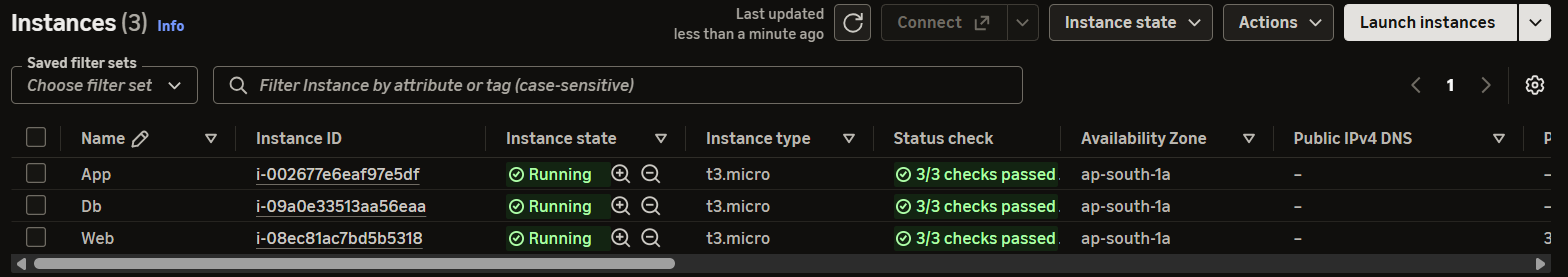 Instances (3) Info
Last updated
less than a minute ago
Connect
Instance state
Actions
Launch instances
Saved filter sets
Choose filter set
Filter Instance by attribute or tag (case-sensitive)
1
Name Instance ID Instance state Instance type Status check Availability Zone Public IPv4 DNS P
App i-002677e6eaf97e5df Running t3.micro 3/3 checks passed ap-south-1a – –
Db i-09a0e33513aa56eaa Running t3.micro 3/3 checks passed ap-south-1a – –
Web i-08ec81ac7bd5b5318 Running t3.micro 3/3 checks passed ap-south-1a – 3